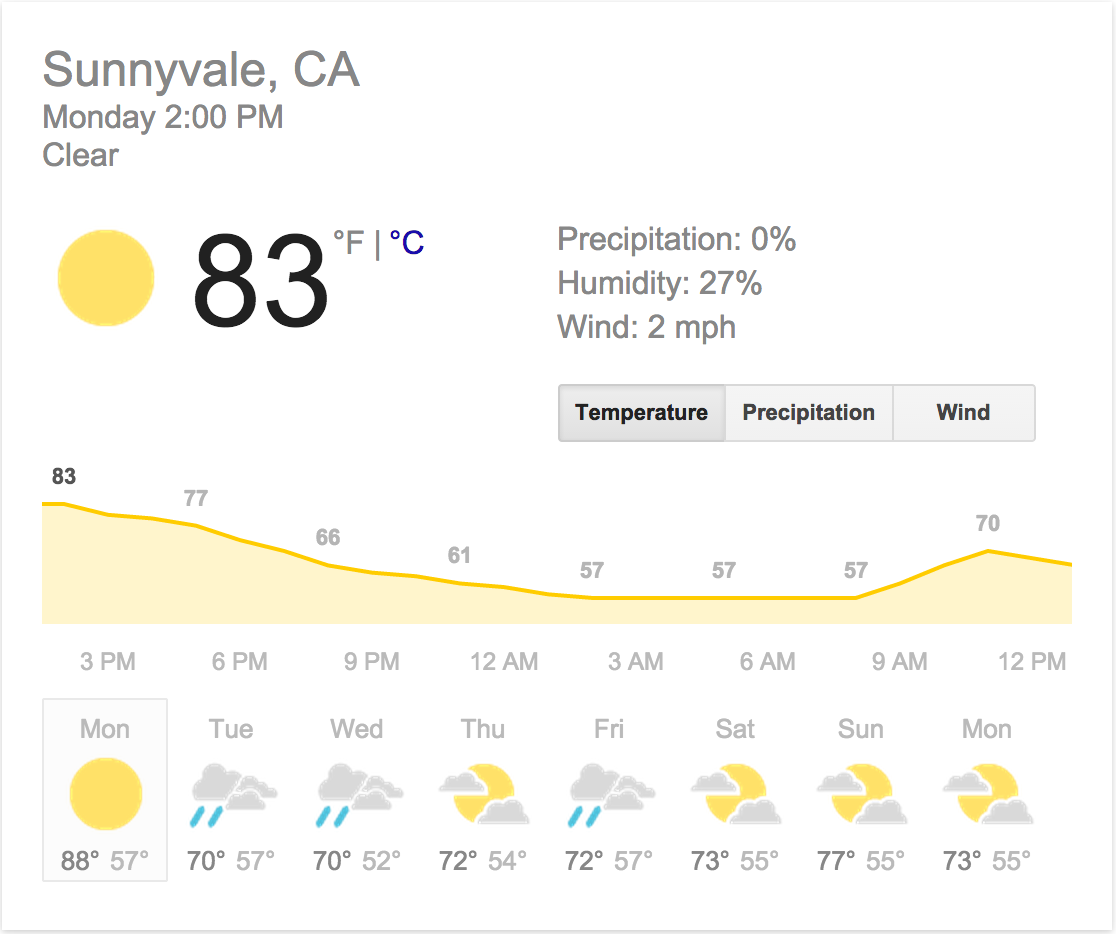 Sunnyvale, CA
Monday 2:00 PM
Clear
83 °F | °C
Precipitation: 0%
Humidity: 27%
Wind: 2 mph
Temperature Precipitation Wind
83 77 66 61 57 57 57 70
3 PM 6 PM 9 PM 12 AM 3 AM 6 AM 9 AM 12 PM
Mon Tue Wed Thu Fri Sat Sun Mon
88° 57° 70° 57° 70° 52° 72° 54° 72° 57° 73° 55° 77° 55° 73° 55°